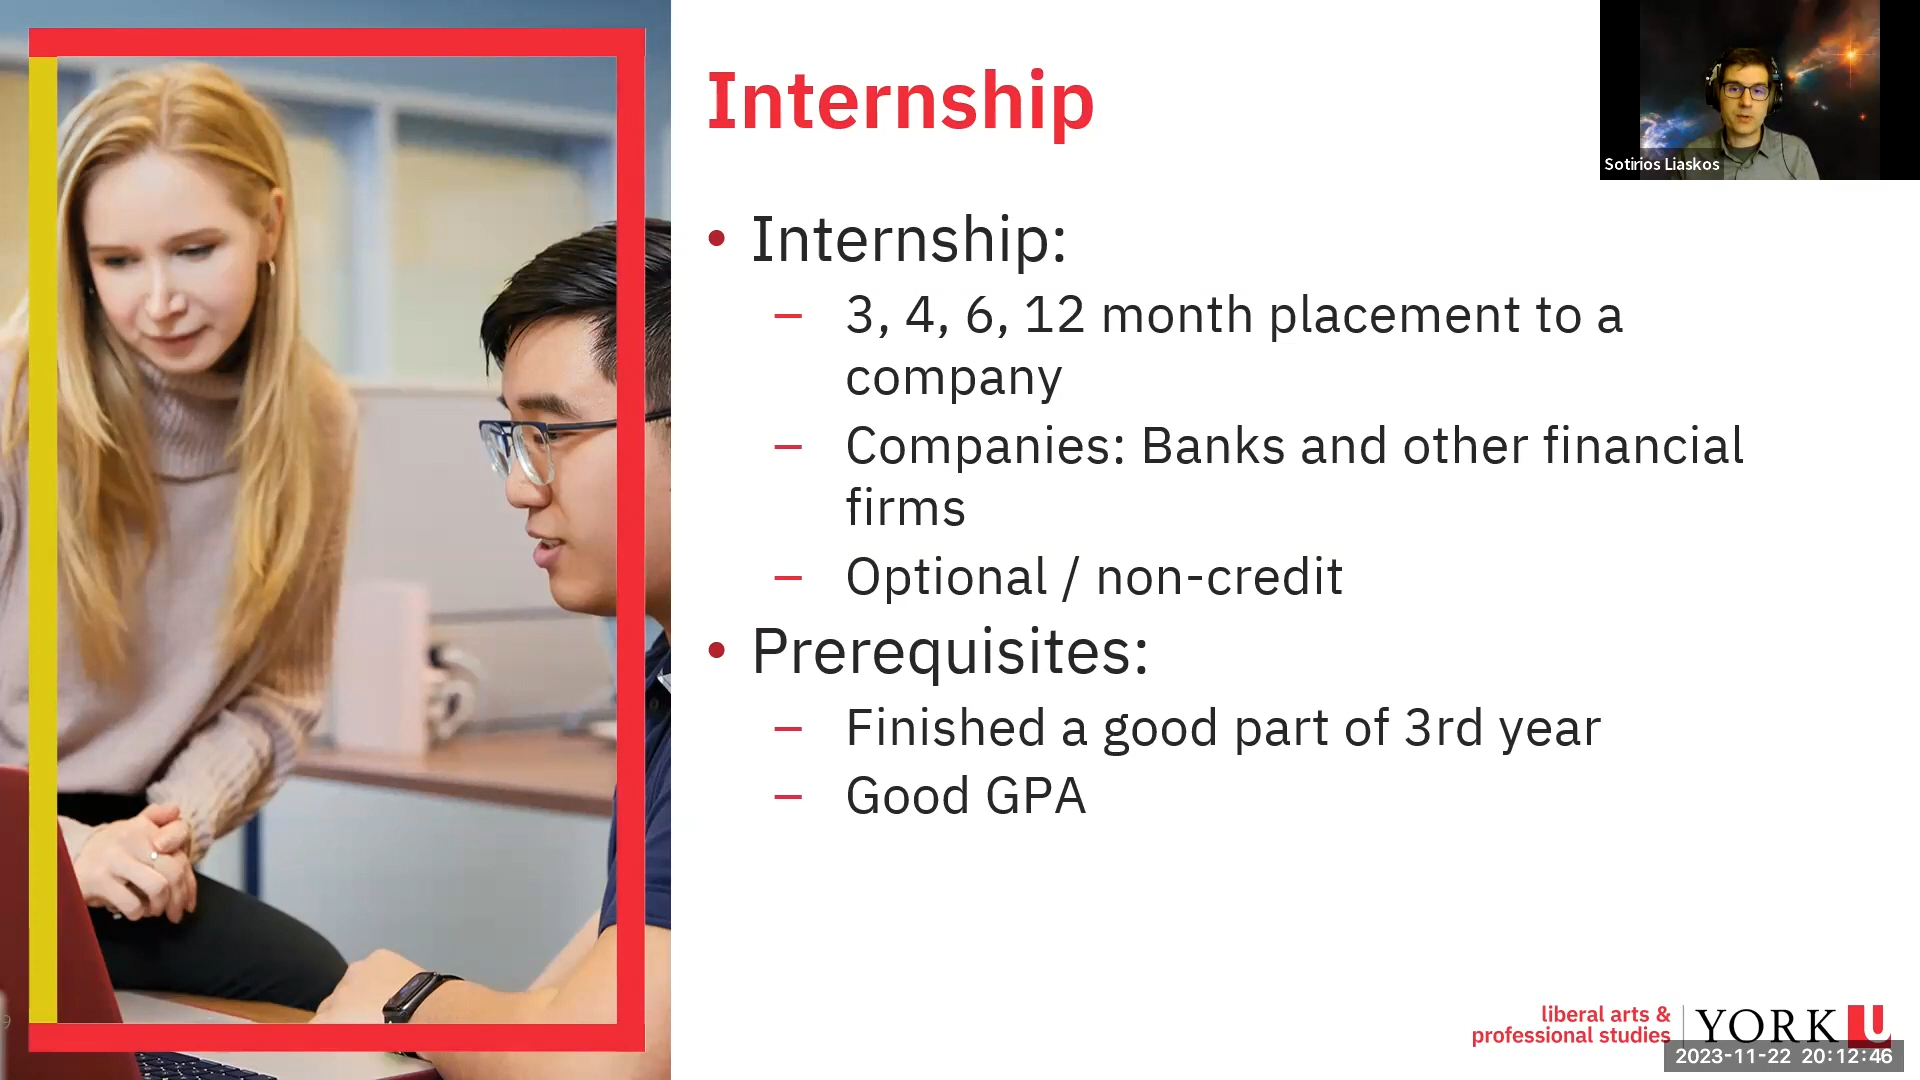 Internship
Sotirios Liaskos
• Internship:
– 3, 4, 6, 12 month placement to a
company
– Companies: Banks and other financial
firms
– Optional / non-credit
• Prerequisites:
– Finished a good part of 3rd year
– Good GPA
9
liberal arts &
professional studies
YORK U
2023-11-22 20:12:46